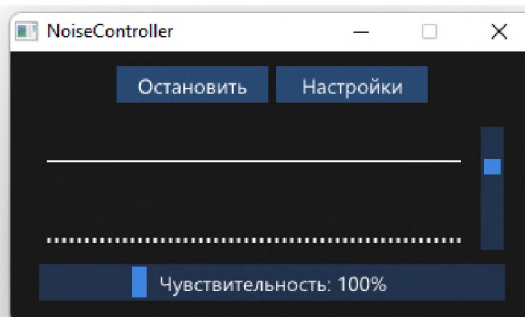 NoiseController
Остановить Настройки
Чувствительность: 100%